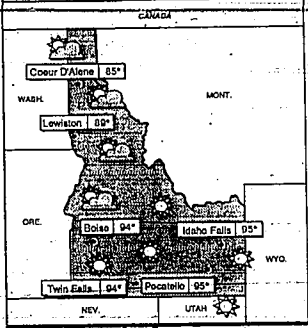 CANADA
Coeur D'Alene 85°
WASH.
MONT.
Lewiston 89°
ORE.
Boise 94°
Idaho Falls 95°
WYO.
Twin Falls 94°
Pocatello 95°
NEV.
UTAH